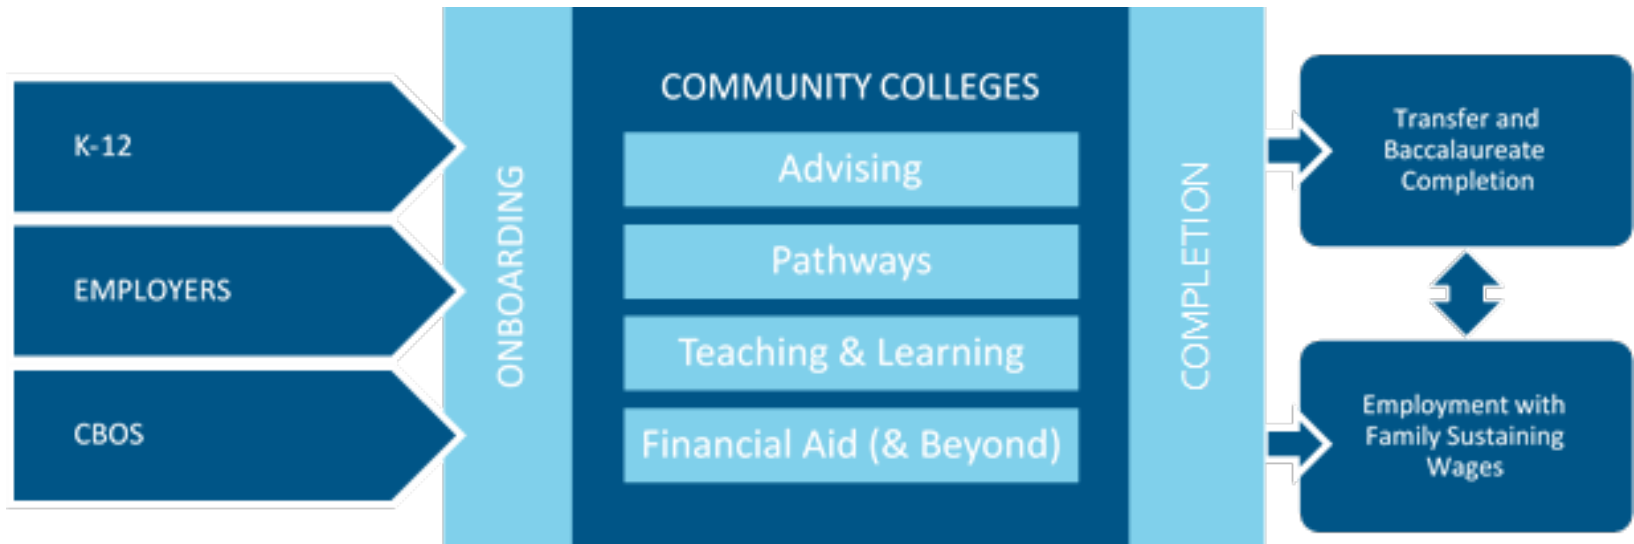 K-12
EMPLOYERS
CBOS
ONBOARDING
COMMUNITY COLLEGES
Advising
Pathways
Teaching & Learning
Financial Aid (& Beyond)
COMPLETION
Transfer and
Baccalaureate
Completion
Employment with
Family Sustaining
Wages